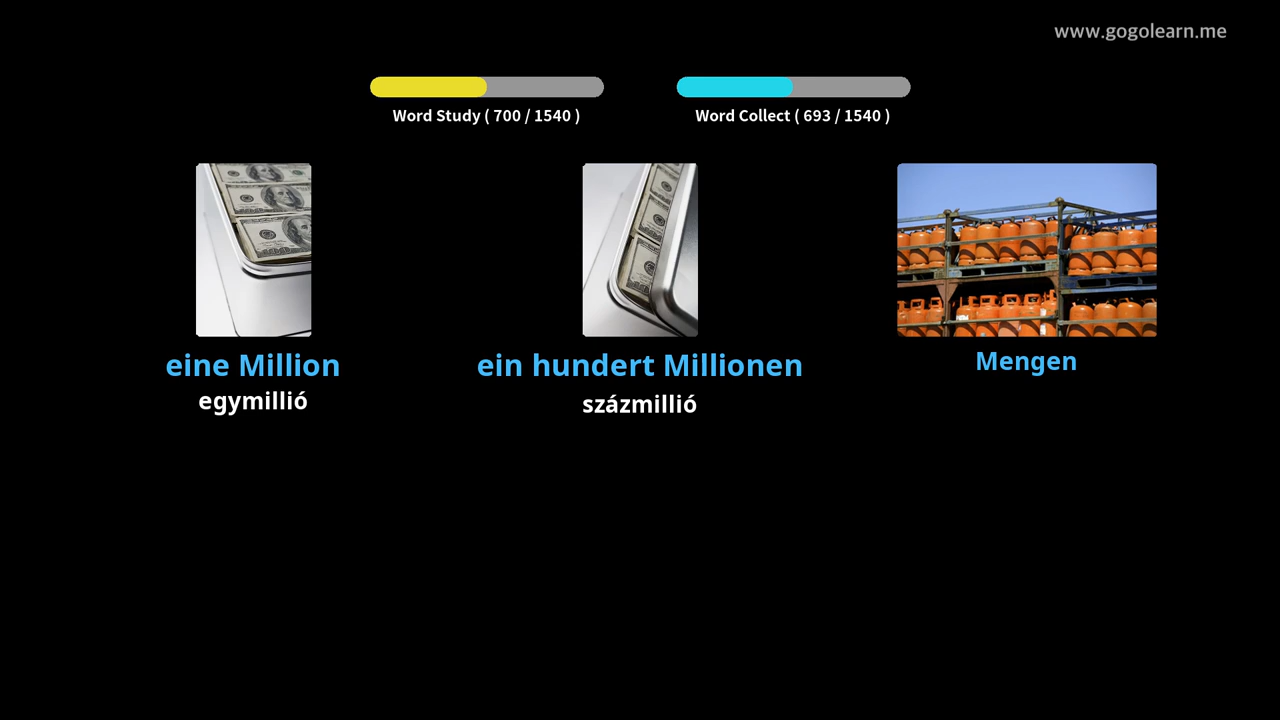 www.gogolearn.me
Word Study ( 700 / 1540 )
Word Collect ( 693 / 1540 )
eine Million
egymillió
ein hundert Millionen
százmillió
Mengen